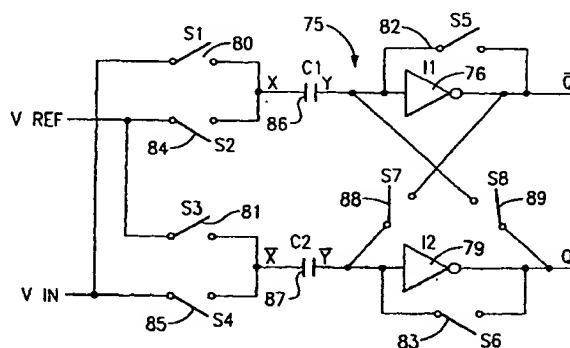 75
S1
80
82
S5
X
C1
Y
I1
76
Q̅
86
V REF
84
S2
S7
S8
88
89
S3
81
X̅
C2
Y̅
I2
79
Q
87
V IN
85
S4
83
S6